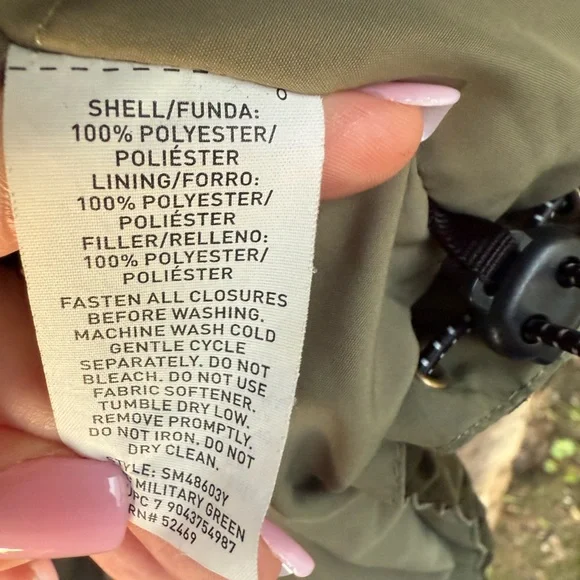 SHELL/FUNDA:
100% POLYESTER/
POLIÉSTER
LINING/FORRO:
100% POLYESTER/
POLIÉSTER
FILLER/RELLENO:
100% POLYESTER/
POLIÉSTER
FASTEN ALL CLOSURES
BEFORE WASHING.
MACHINE WASH COLD
GENTLE CYCLE
SEPARATELY. DO NOT
BLEACH. DO NOT USE
FABRIC SOFTENER.
TUMBLE DRY LOW.
REMOVE PROMPTLY.
DO NOT IRON. DO NOT
DRY CLEAN.
STYLE: SM48603Y
MILITARY GREEN
UPC 7 9043754987
RN# 52469